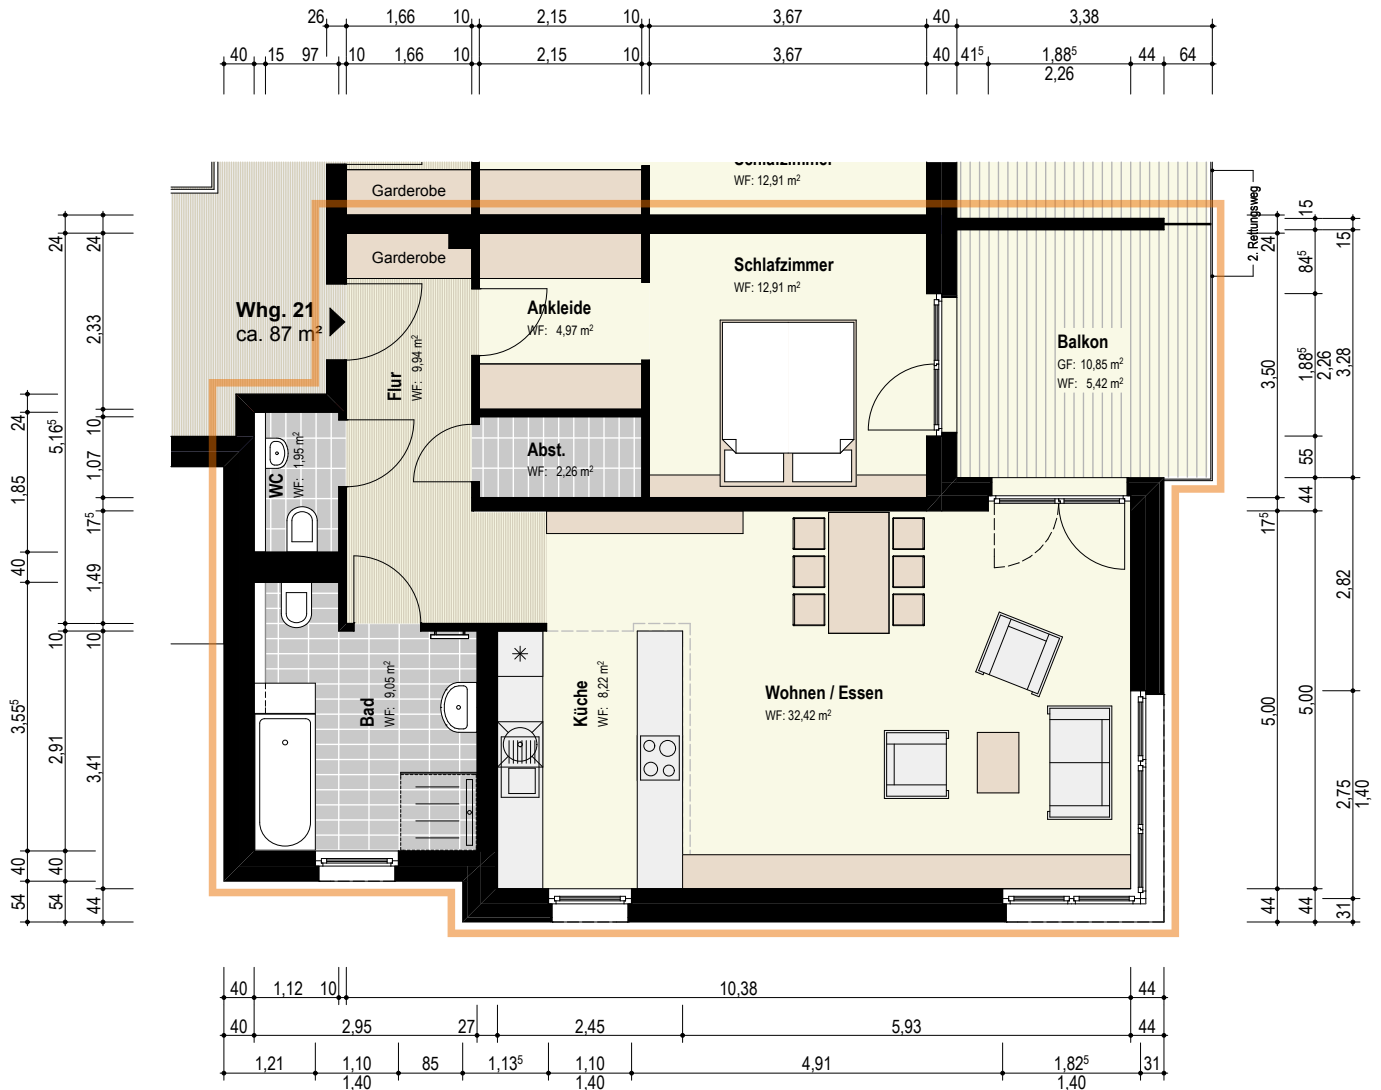 26 1,66 10 2,15 10 3,67 40 3,38
40 15 97 10 1,66 10 2,15 10 3,67 40 41⁵ 1,88⁵ 44 64
2,26
Schlafzimmer
WF: 12,91 m²
Garderobe
2. Rettungsweg
Garderobe
Schlafzimmer
WF: 12,91 m²
Whg. 21
ca. 87 m²
Ankleide
WF: 4,97 m²
Flur
WF: 9,94 m²
Balkon
GF: 10,85 m²
WF: 5,42 m²
Abst.
WF: 2,26 m²
WC
WF: 1,95 m²
Bad
WF: 9,05 m²
Küche
WF: 8,22 m²
Wohnen / Essen
WF: 32,42 m²
24 1,85 40 3,55⁵ 40 54
24 5,16⁵ 10 2,91 40 54
24 2,33 10 1,07 17⁵ 1,49 10 3,41 44
24 3,50 17⁵ 5,00 44
15 84⁵ 1,88⁵ 55 44 5,00 44
2,26
15 3,28 2,82 2,75 31
1,40
40 1,12 10 10,38 44
40 2,95 27 2,45 5,93 44
1,21 1,10 85 1,13⁵ 1,10 4,91 1,82⁵ 31
1,40 1,40 1,40